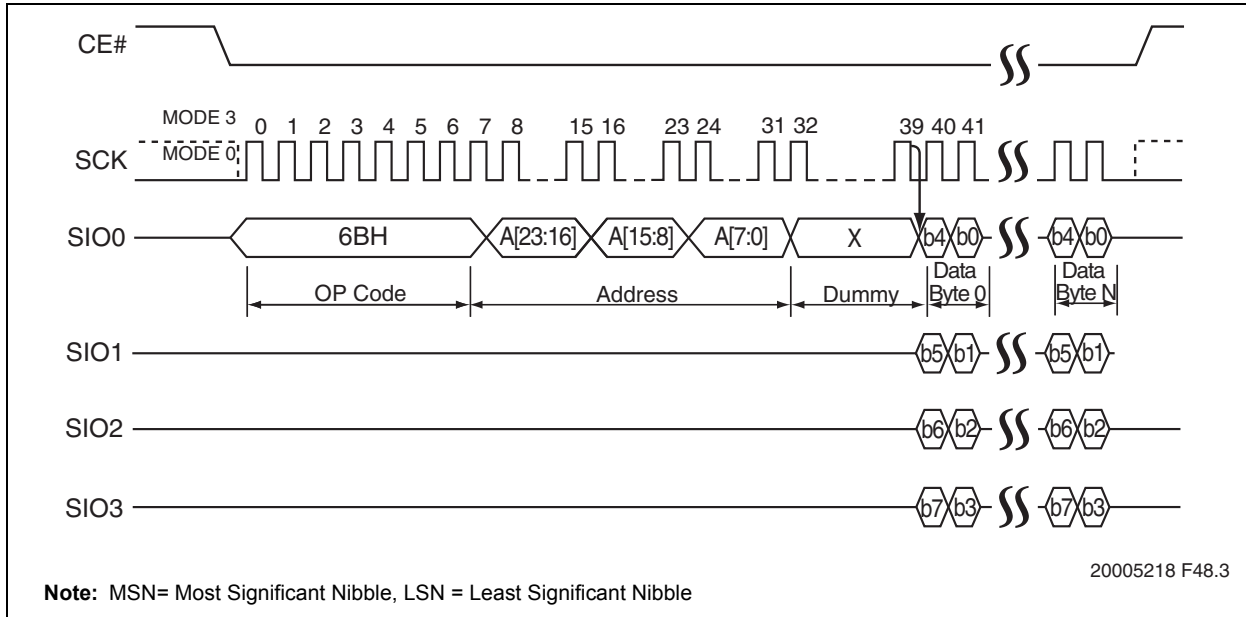 CE#
MODE 3
0 1 2 3 4 5 6 7 8 15 16 23 24 31 32 39 40 41
SCK
MODE 0
SIO0
6BH A[23:16] A[15:8] A[7:0] X b4 b0 b4 b0
OP Code Address Dummy Data Byte 0 Data Byte N
SIO1 b5 b1 b5 b1
SIO2 b6 b2 b6 b2
SIO3 b7 b3 b7 b3
20005218 F48.3
Note: MSN= Most Significant Nibble, LSN = Least Significant Nibble